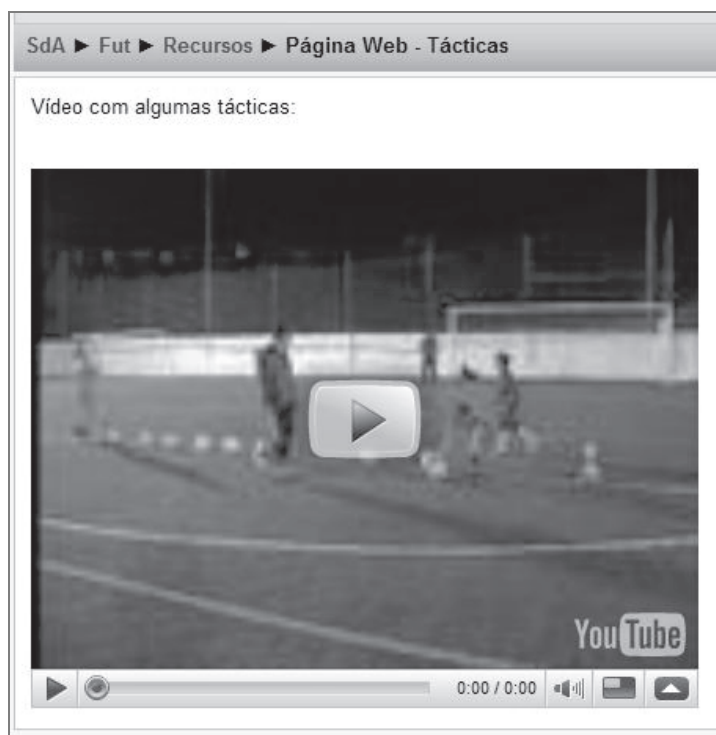 SdA ► Fut ► Recursos ► Página Web - Tácticas
Vídeo com algumas tácticas:
YouTube
0:00 / 0:00